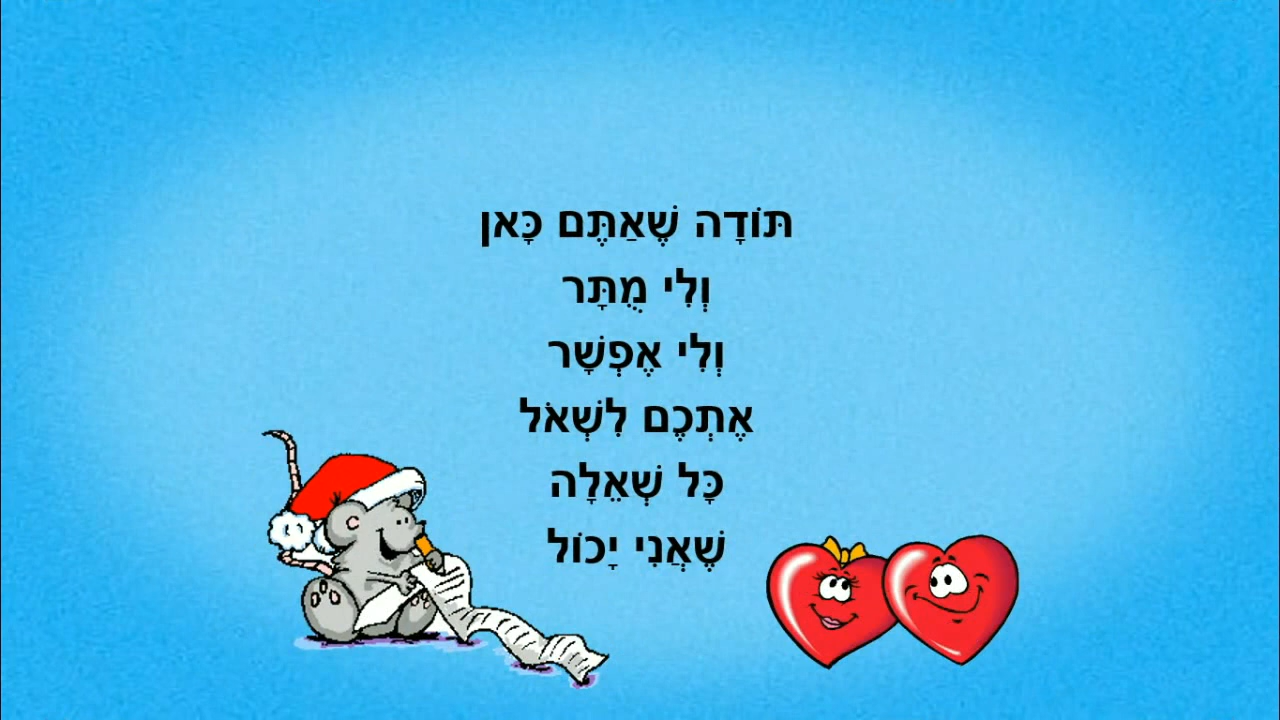 תּוֹדָה שֶׁאַתֶּם כָּאן
וְלִי מֻתָּר
וְלִי אֶפְשָׁר
אֶתְכֶם לִשְׁאֹל
כָּל שְׁאֵלָה
שֶׁאֲנִי יָכוֹל